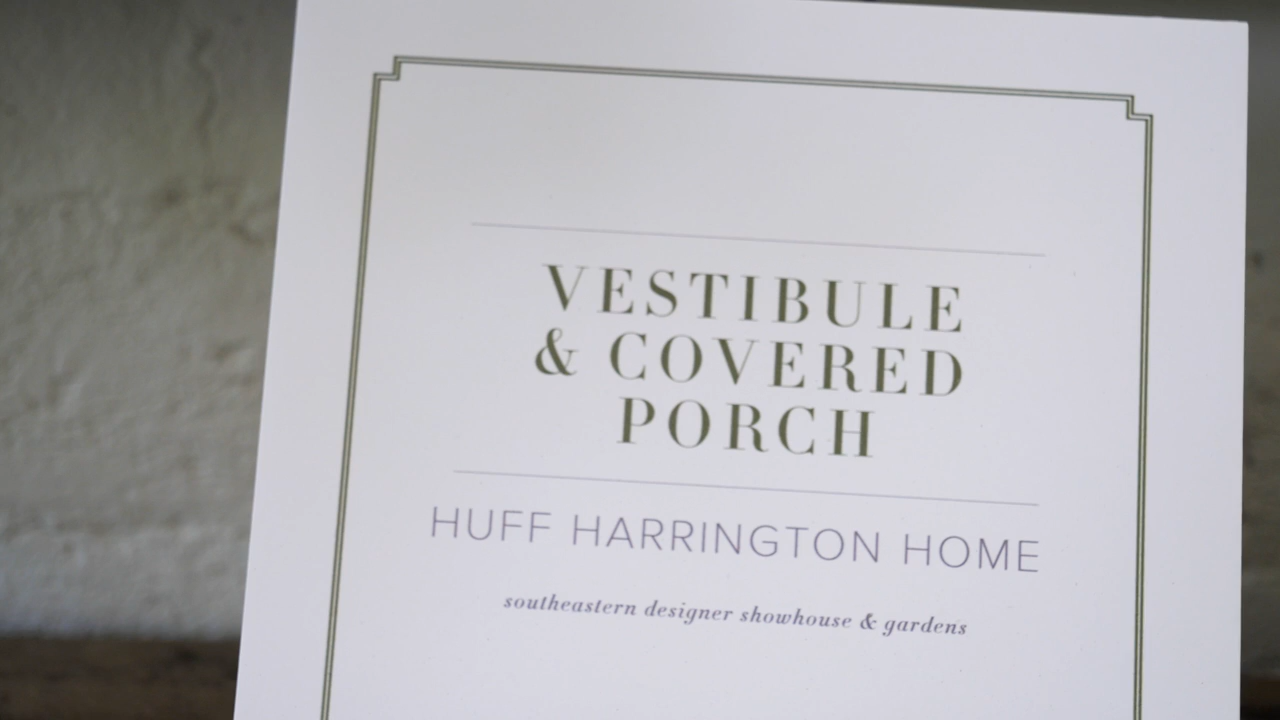 VESTIBULE
& COVERED
PORCH
HUFF HARRINGTON HOME
southeastern designer showhouse & gardens